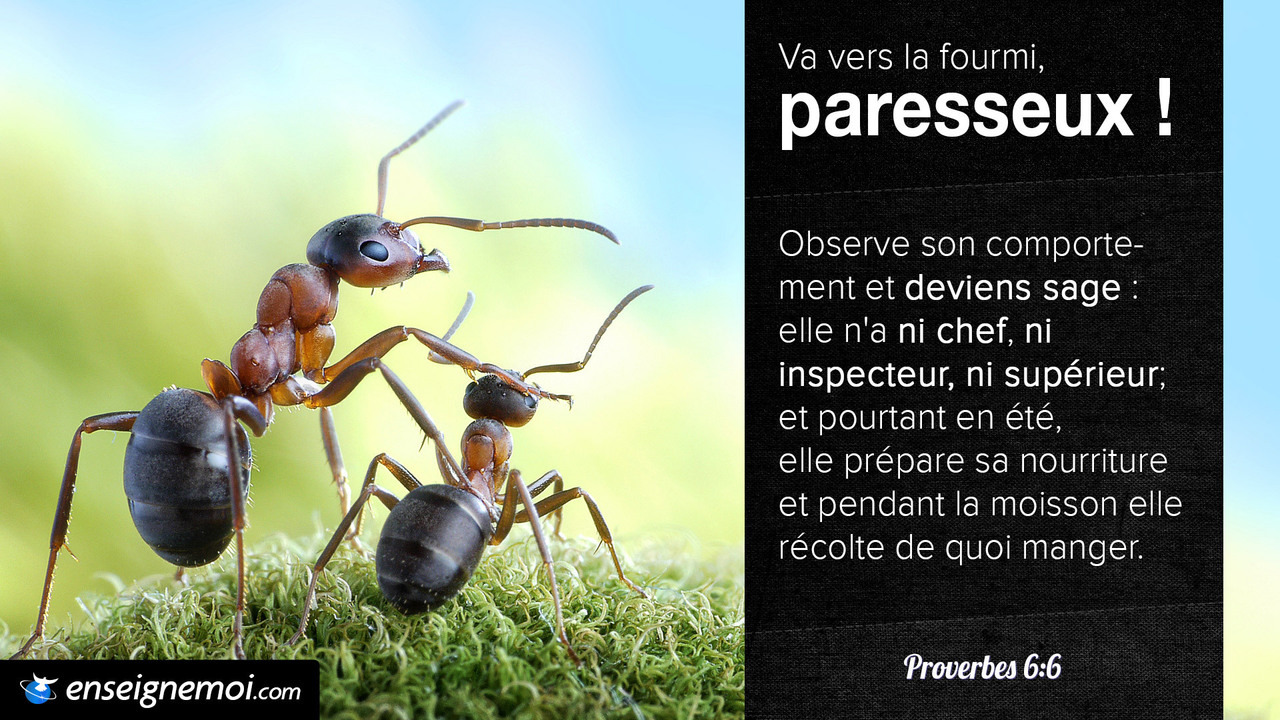 Va vers la fourmi,
paresseux !
Observe son comporte-
ment et deviens sage :
elle n'a ni chef, ni
inspecteur, ni supérieur;
et pourtant en été,
elle prépare sa nourriture
et pendant la moisson elle
récolte de quoi manger.
Proverbes 6:6
enseignemoi.com